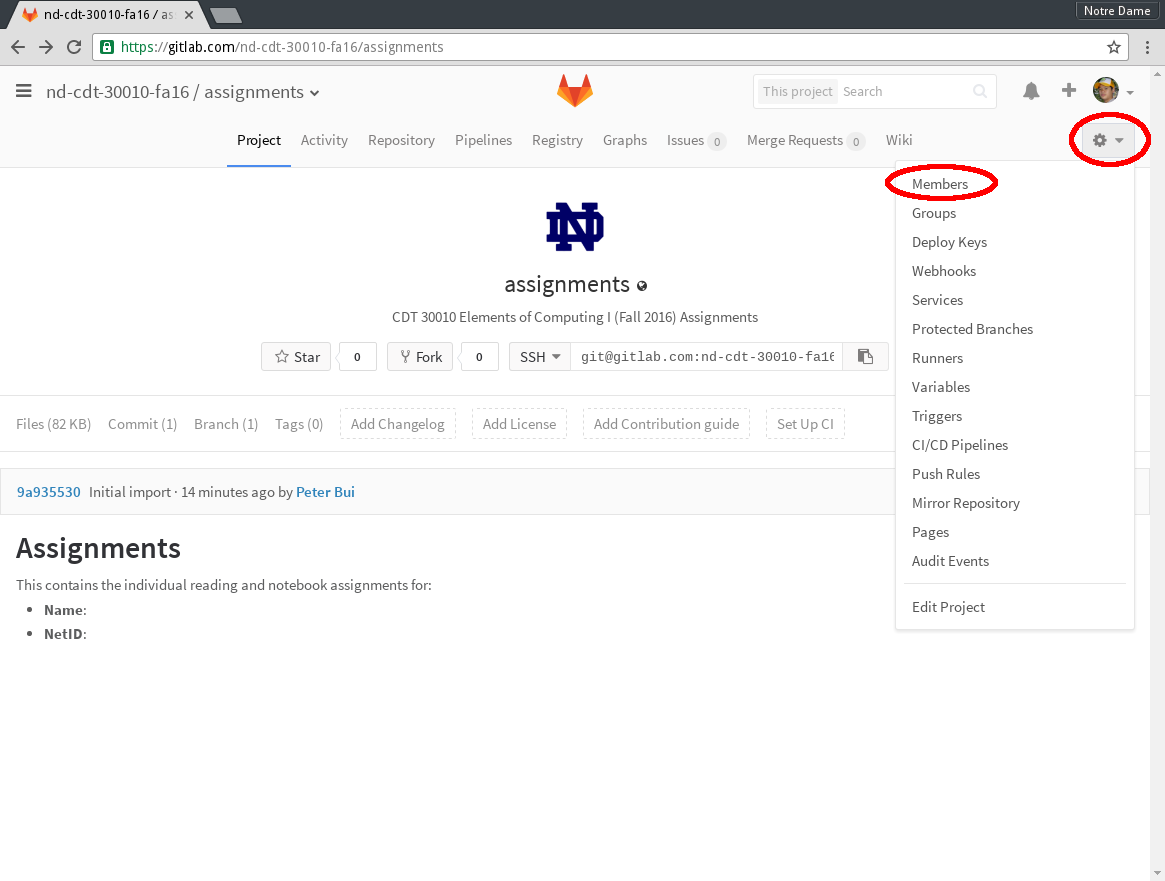 nd-cdt-30010-fa16 / as
Notre Dame
https://gitlab.com/nd-cdt-30010-fa16/assignments
nd-cdt-30010-fa16 / assignments
This project Search
Project Activity Repository Pipelines Registry Graphs Issues 0 Merge Requests 0 Wiki
Members
Groups
Deploy Keys
Webhooks
Services
Protected Branches
Runners
Variables
Triggers
CI/CD Pipelines
Push Rules
Mirror Repository
Pages
Audit Events
Edit Project
ND
assignments
CDT 30010 Elements of Computing I (Fall 2016) Assignments
Star 0 Fork 0 SSH git@gitlab.com:nd-cdt-30010-fa16
Files (82 KB) Commit (1) Branch (1) Tags (0) Add Changelog Add License Add Contribution guide Set Up CI
9a935530 Initial import · 14 minutes ago by Peter Bui
Assignments
This contains the individual reading and notebook assignments for:
• Name:
• NetID: